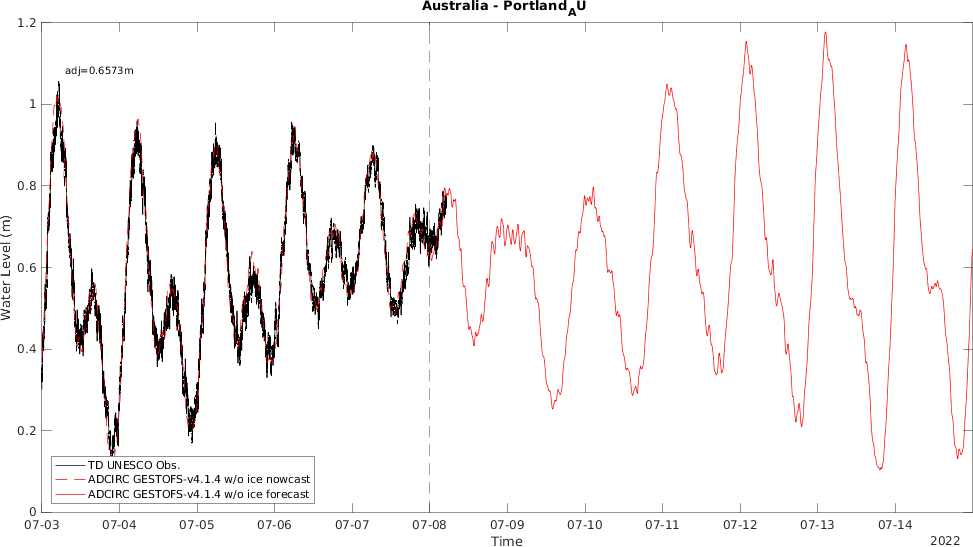 Australia - Portland_AU
adj=0.6573m
1.2
1
0.8
0.6
0.4
0.2
0
Water Level (m)
TD UNESCO Obs.
ADCIRC GESTOFS-v4.1.4 w/o ice nowcast
ADCIRC GESTOFS-v4.1.4 w/o ice forecast
07-03 07-04 07-05 07-06 07-07 07-08 07-09 07-10 07-11 07-12 07-13 07-14
Time
2022